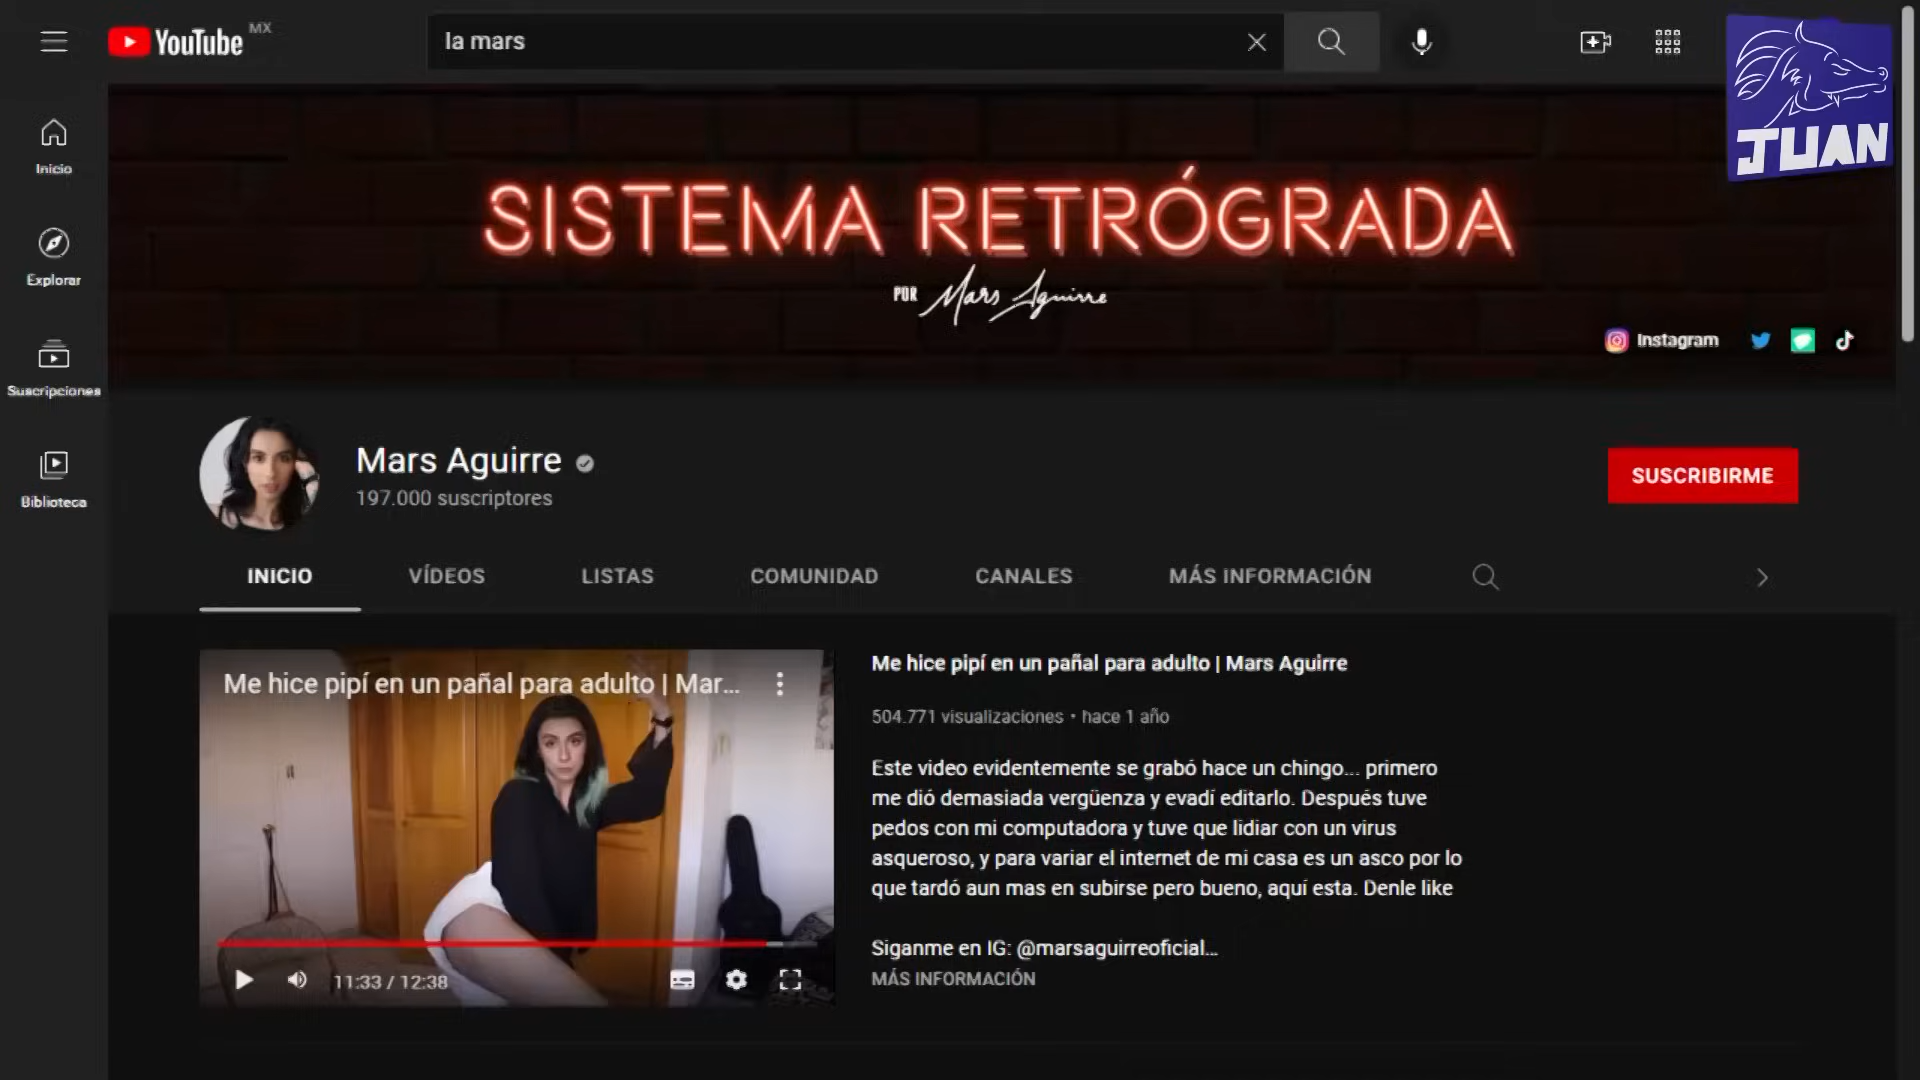 YouTube MX
la mars
JUAN
Inicio
Explorar
Suscripciones
Biblioteca
SISTEMA RETRÓGRADA
POR Mars Aguirre
Instagram
Mars Aguirre
197.000 suscriptores
SUSCRIBIRME
INICIO
VÍDEOS
LISTAS
COMUNIDAD
CANALES
MÁS INFORMACIÓN
Me hice pipí en un pañal para adulto | Mar...
11:33 / 12:38
Me hice pipí en un pañal para adulto | Mars Aguirre
504.771 visualizaciones • hace 1 año
Este video evidentemente se grabó hace un chingo... primero
me dió demasiada vergüenza y evadí editarlo. Después tuve
pedos con mi computadora y tuve que lidiar con un virus
asqueroso, y para variar el internet de mi casa es un asco por lo
que tardó aun mas en subirse pero bueno, aquí esta. Denle like
Siganme en IG: @marsaguirreoficial...
MÁS INFORMACIÓN